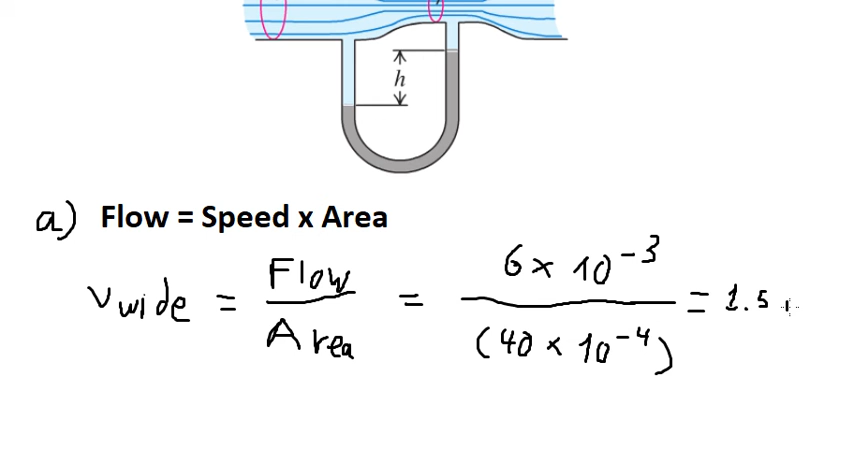 h
a) Flow = Speed x Area
v wide = Flow / Area = 6 x 10^-3 / (40 x 10^-4) = 1.5